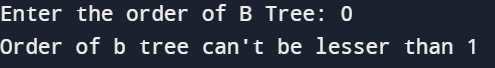 Enter the order of B Tree: 0
Order of b tree can't be lesser than 1